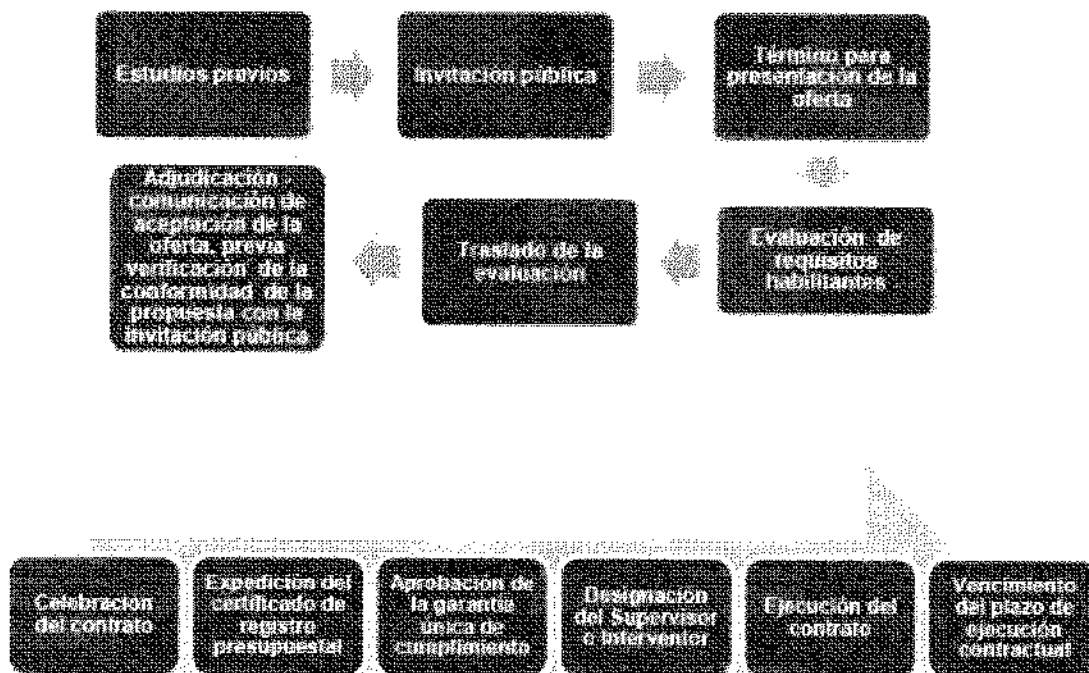 Estudios previos
Invitación pública
Término para
presentación de la
oferta
Evaluación de
requisitos
habilitantes
Traslado de la
evaluación
Adjudicación -
comunicación de
aceptación de la
oferta, previa
verificación de la
conformidad de la
propuesta con la
invitación pública
Celebración
del contrato
Expedición del
certificado de
registro
presupuestal
Aprobación de
la garantía
única de
cumplimento
Designación
del Supervisor
o Interventor
Ejecución del
contrato
Vencimiento
del plazo de
ejecución
contractual